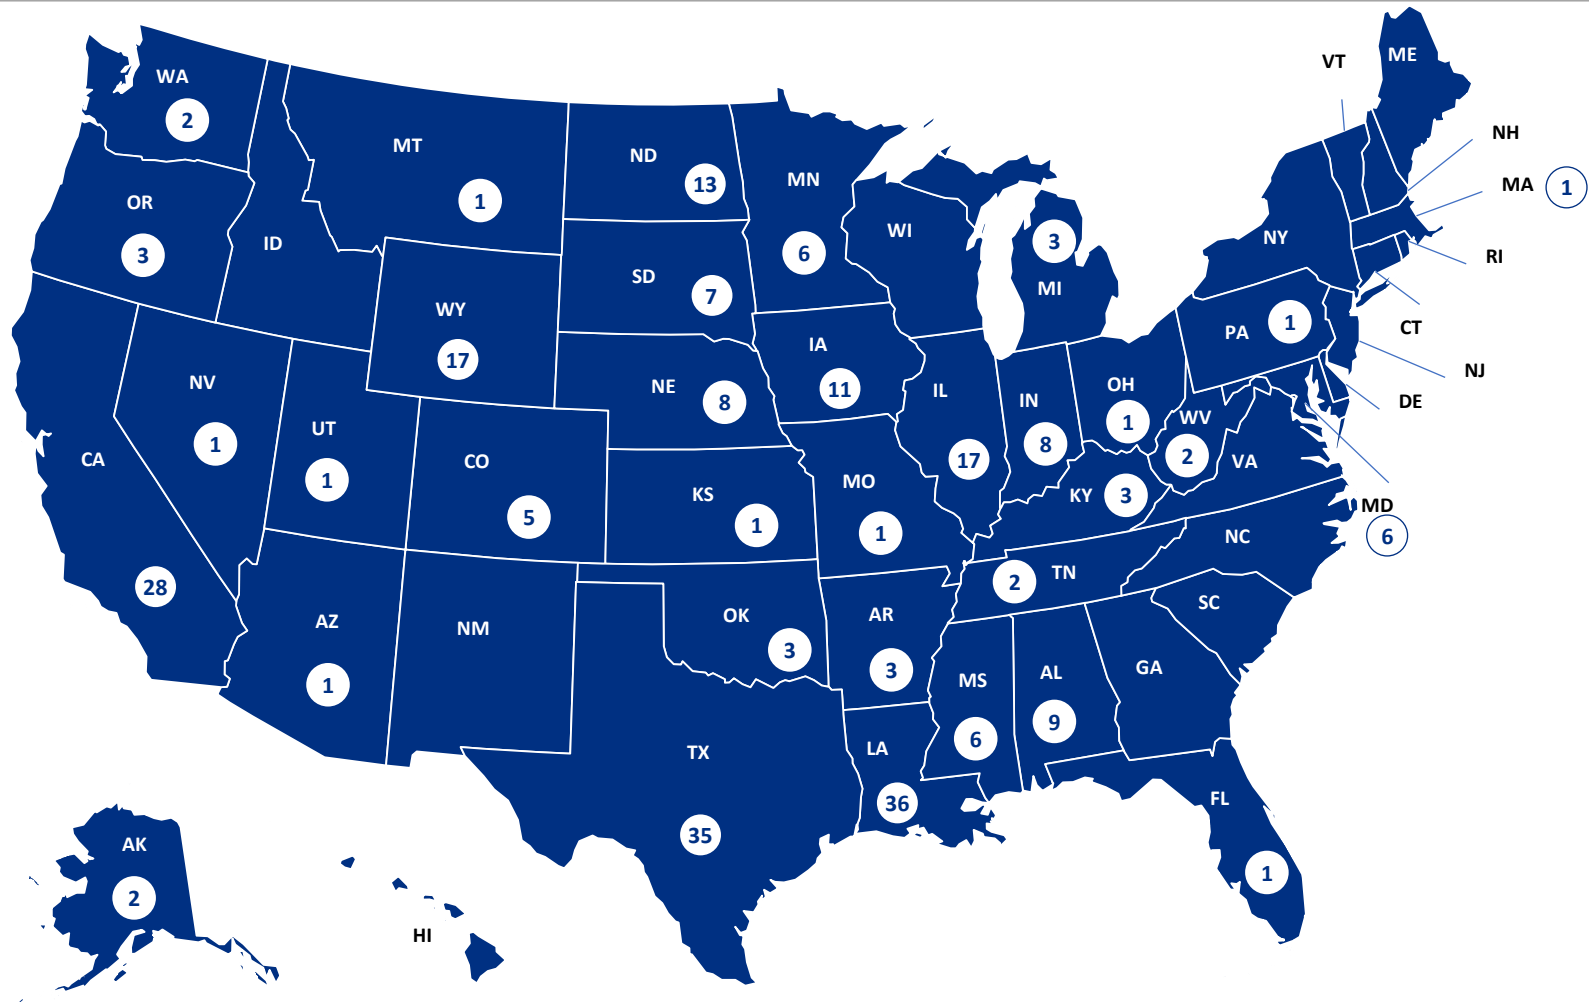 VT
ME
WA
2
MT
1
ND
13
MN
6
NH
MA
1
OR
3
ID
WI
3
MI
NY
RI
SD
7
WY
17
IA
11
PA
1
CT
NV
1
NE
8
IL
17
IN
8
OH
1
NJ
DE
UT
1
CO
5
KS
1
MO
1
KY
3
WV
2
VA
MD
6
CA
28
NC
TN
2
AZ
1
NM
OK
3
AR
3
SC
MS
6
AL
9
GA
TX
35
LA
36
FL
1
AK
2
HI